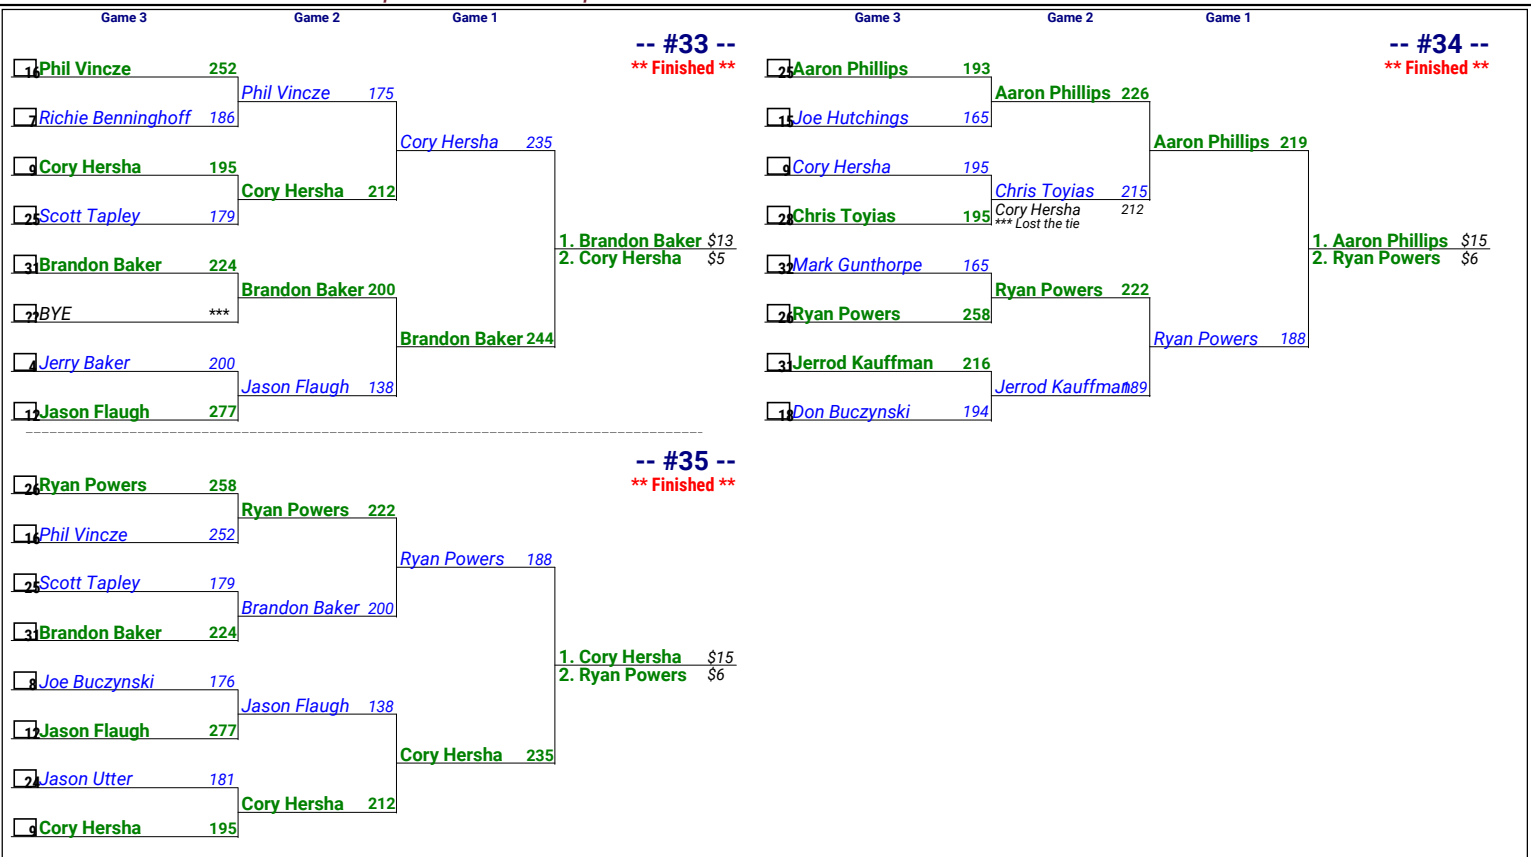 Game 3 Game 2 Game 1
-- #33 --
** Finished **
16 Phil Vincze 252
Phil Vincze 175
7 Richie Benninghoff 186
Cory Hersha 235
9 Cory Hersha 195
Cory Hersha 212
25 Scott Tapley 179
1. Brandon Baker $13
2. Cory Hersha $5
31 Brandon Baker 224
Brandon Baker 200
?? BYE ***
Brandon Baker 244
4 Jerry Baker 200
Jason Flaugh 138
12 Jason Flaugh 277
Game 3 Game 2 Game 1
-- #34 --
** Finished **
25 Aaron Phillips 193
Aaron Phillips 226
15 Joe Hutchings 165
Aaron Phillips 219
9 Cory Hersha 195
Chris Toyias 215
Cory Hersha 212
*** Lost the tie
28 Chris Toyias 195
1. Aaron Phillips $15
2. Ryan Powers $6
32 Mark Gunthorpe 165
Ryan Powers 222
26 Ryan Powers 258
Ryan Powers 188
31 Jerrod Kauffman 216
Jerrod Kauffman 189
18 Don Buczynski 194
-- #35 --
** Finished **
26 Ryan Powers 258
Ryan Powers 222
16 Phil Vincze 252
Ryan Powers 188
25 Scott Tapley 179
Brandon Baker 200
31 Brandon Baker 224
1. Cory Hersha $15
2. Ryan Powers $6
8 Joe Buczynski 176
Jason Flaugh 138
12 Jason Flaugh 277
Cory Hersha 235
24 Jason Utter 181
Cory Hersha 212
9 Cory Hersha 195